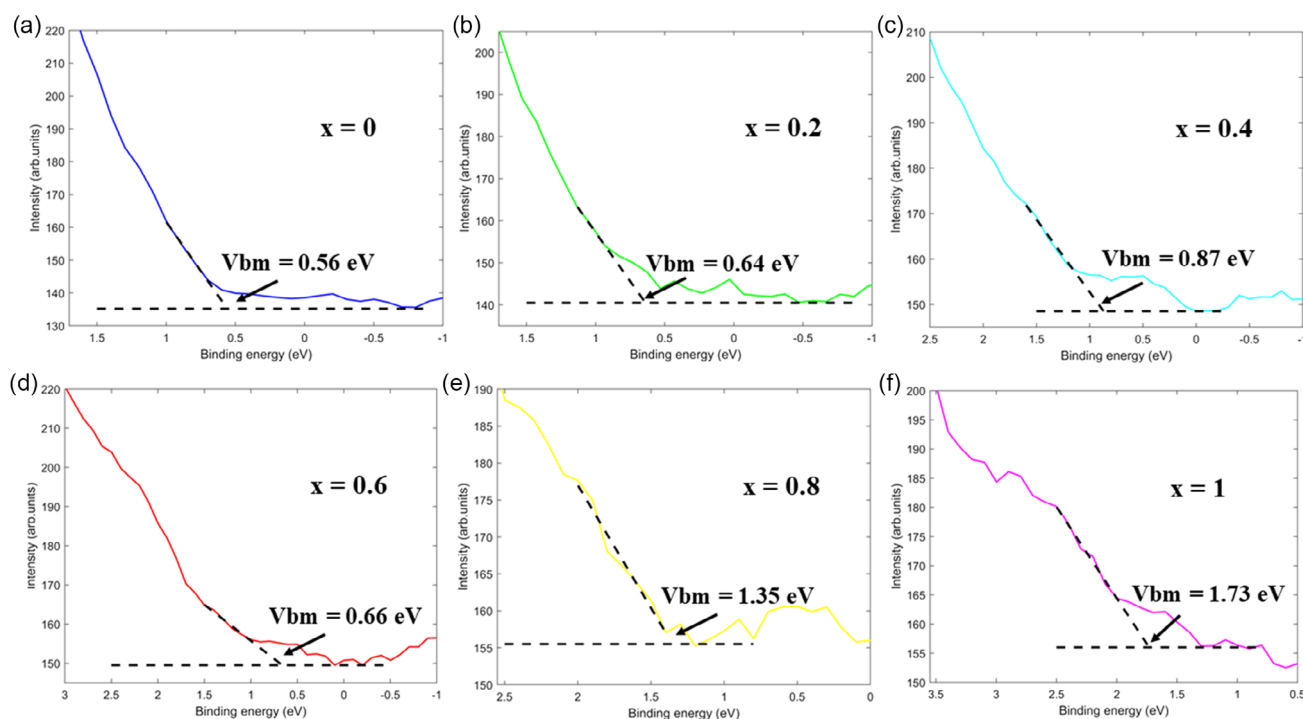 (a)
220
210
200
190
180
170
160
150
140
130
Intensity (arb.units)
x = 0
Vbm = 0.56 eV
1.5 1 0.5 0 -0.5 -1
Binding energy (eV)
(b)
200
190
180
170
160
150
140
Intensity (arb.units)
x = 0.2
Vbm = 0.64 eV
2.5 2 1 0 -1 -2
Binding energy (eV)
(c)
210
200
190
180
170
160
150
Intensity (arb.units)
x = 0.4
Vbm = 0.87 eV
2.5 2 1.5 1 0.5 0 -0.5 -1
Binding energy (eV)
(d)
220
210
200
190
180
170
160
150
Intensity (arb.units)
x = 0.6
Vbm = 0.66 eV
3 2.5 2 1.5 1 0.5 0 -0.5 -1
Binding energy (eV)
(e)
190
185
180
175
170
165
160
155
150
Intensity (arb.units)
x = 0.8
Vbm = 1.35 eV
2.5 2 1.5 1 0.5 0
Binding energy (eV)
(f)
200
195
190
185
180
175
170
165
160
155
150
Intensity (arb.units)
x = 1
Vbm = 1.73 eV
3.5 3 2.5 2 1.5 1 0.5
Binding energy (eV)